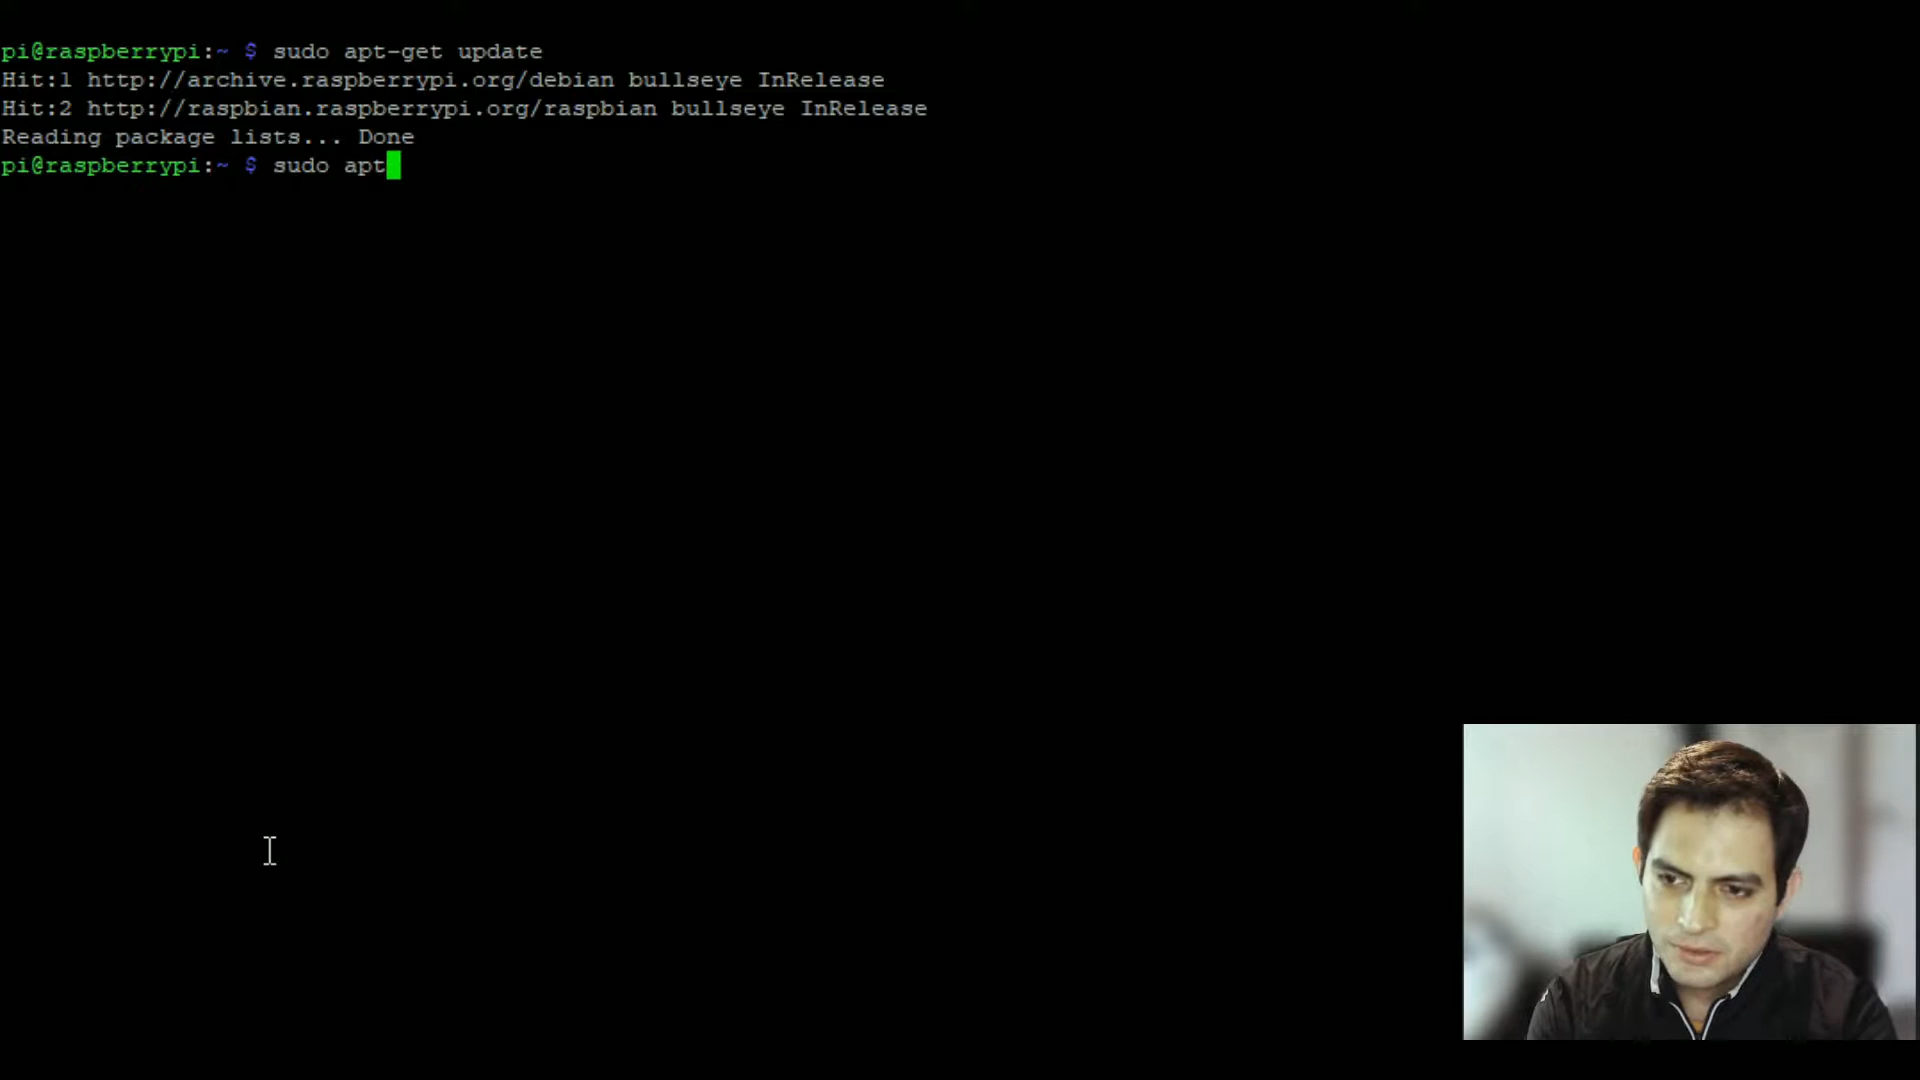 pi@raspberrypi:~ $ sudo apt-get update
Hit:1 http://archive.raspberrypi.org/debian bullseye InRelease
Hit:2 http://raspbian.raspberrypi.org/raspbian bullseye InRelease
Reading package lists... Done
pi@raspberrypi:~ $ sudo apt